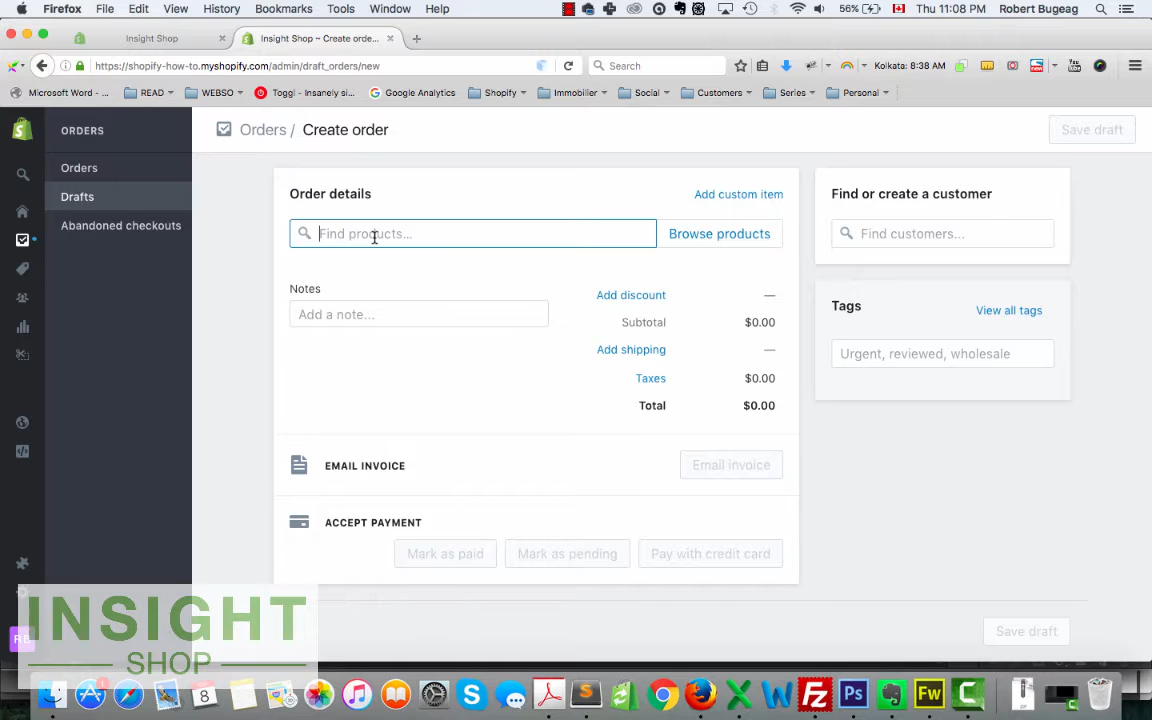 Firefox File Edit View History Bookmarks Tools Window Help 56% Thu 11:08 PM Robert Bugeag
Insight Shop
Insight Shop ~ Create orde...
https://shopify-how-to.myshopify.com/admin/draft_orders/new
Search
Kolkata: 8:38 AM
Microsoft Word - ...
READ
WEBSO
Toggl - Insanely si...
Google Analytics
Shopify
Immobilier
Social
Customers
Series
Personal
ORDERS
Orders
Drafts
Abandoned checkouts
Orders / Create order
Save draft
Order details
Add custom item
Find products...
Browse products
Notes
Add a note...
Add discount —
Subtotal $0.00
Add shipping —
Taxes $0.00
Total $0.00
EMAIL INVOICE
Email invoice
ACCEPT PAYMENT
Mark as paid
Mark as pending
Pay with credit card
Find or create a customer
Find customers...
Tags
View all tags
Urgent, reviewed, wholesale
Save draft
INSIGHT
SHOP